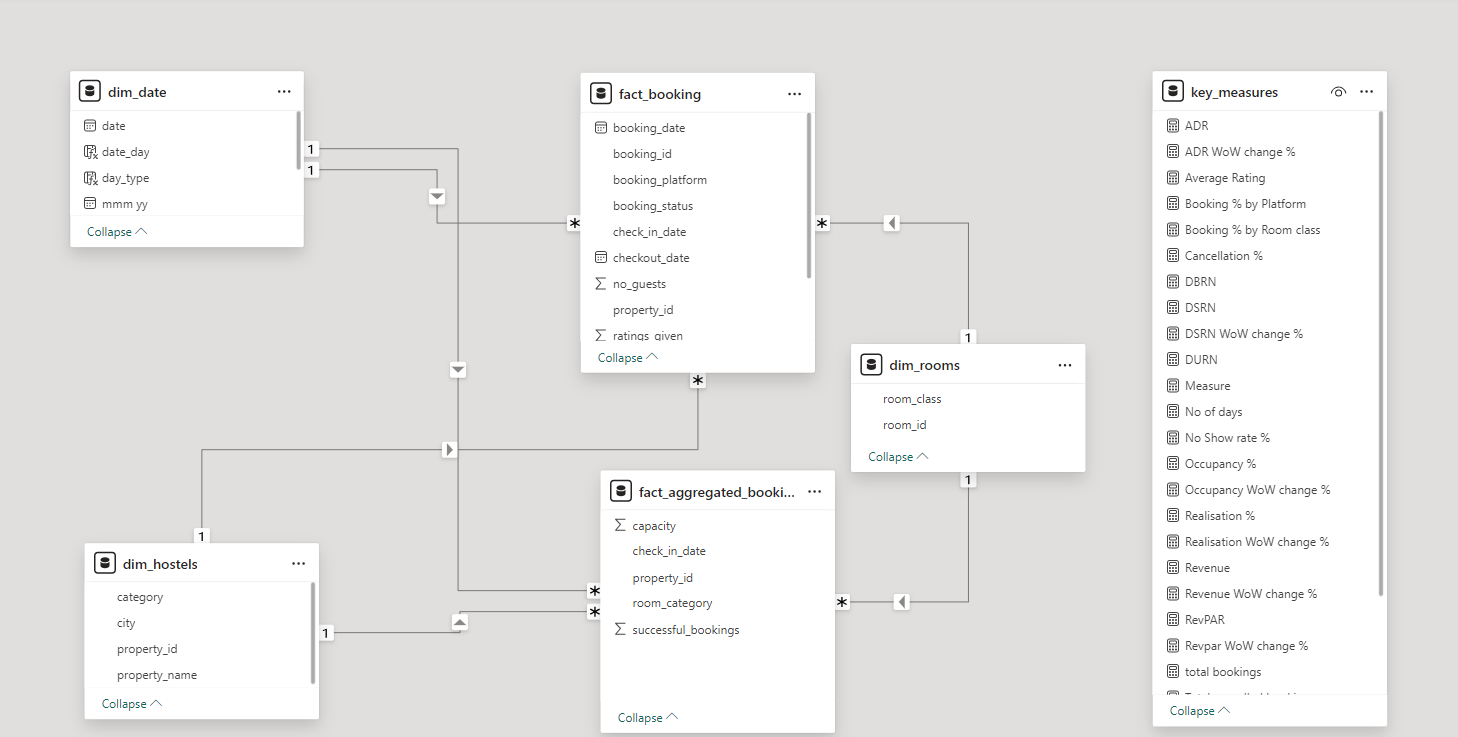 dim_date
date
date_day
day_type
mmm yy
Collapse
1
1
fact_booking
booking_date
booking_id
booking_platform
booking_status
check_in_date
checkout_date
no_guests
property_id
ratings_given
Collapse
*
*
*
key_measures
ADR
ADR WoW change %
Average Rating
Booking % by Platform
Booking % by Room class
Cancellation %
DBRN
DSRN
DSRN WoW change %
DURN
Measure
No of days
No Show rate %
Occupancy %
Occupancy WoW change %
Realisation %
Realisation WoW change %
Revenue
Revenue WoW change %
RevPAR
Revpar WoW change %
total bookings
Collapse
1
dim_rooms
room_class
room_id
Collapse
1
fact_aggregated_booki...
capacity
check_in_date
property_id
room_category
successful_bookings
Collapse
*
*
*
1
dim_hostels
category
city
property_id
property_name
Collapse
1